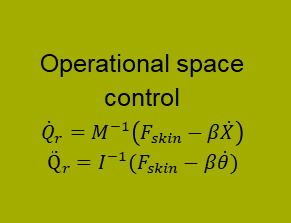 Operational space
control
Q̇ᵣ = M⁻¹(F_skin − βẊ)
Q̈ᵣ = I⁻¹(F_skin − βθ̇)